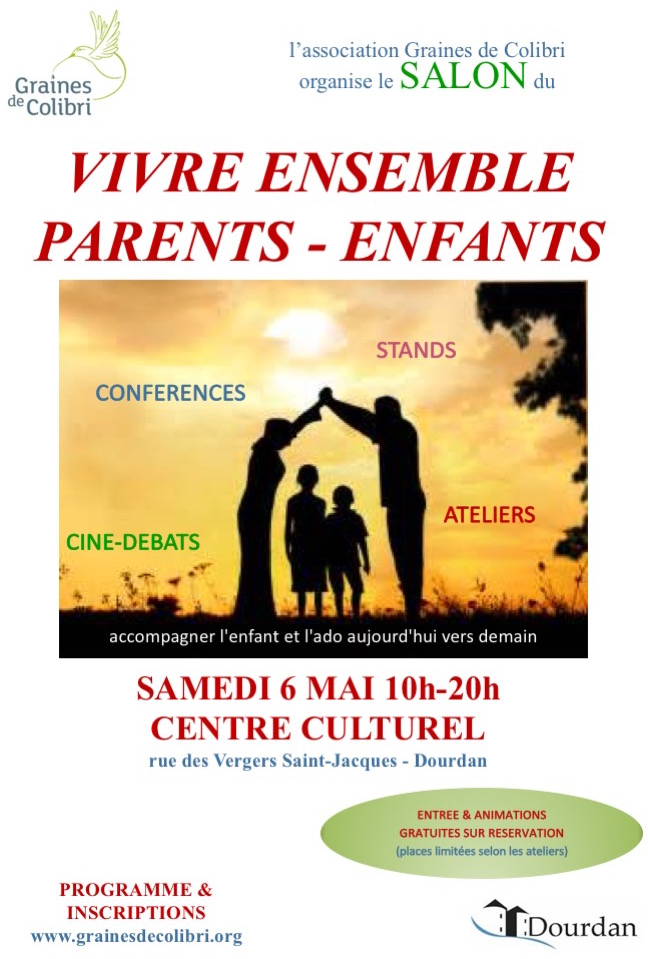 Graines
de Colibri
l'association Graines de Colibri
organise le SALON du
VIVRE ENSEMBLE
PARENTS - ENFANTS
STANDS
CONFERENCES
ATELIERS
CINE-DEBATS
accompagner l'enfant et l'ado aujourd'hui vers demain
SAMEDI 6 MAI 10h-20h
CENTRE CULTUREL
rue des Vergers Saint-Jacques - Dourdan
ENTREE & ANIMATIONS
GRATUITES SUR RESERVATION
(places limitées selon les ateliers)
PROGRAMME &
INSCRIPTIONS
www.grainesdecolibri.org
Dourdan